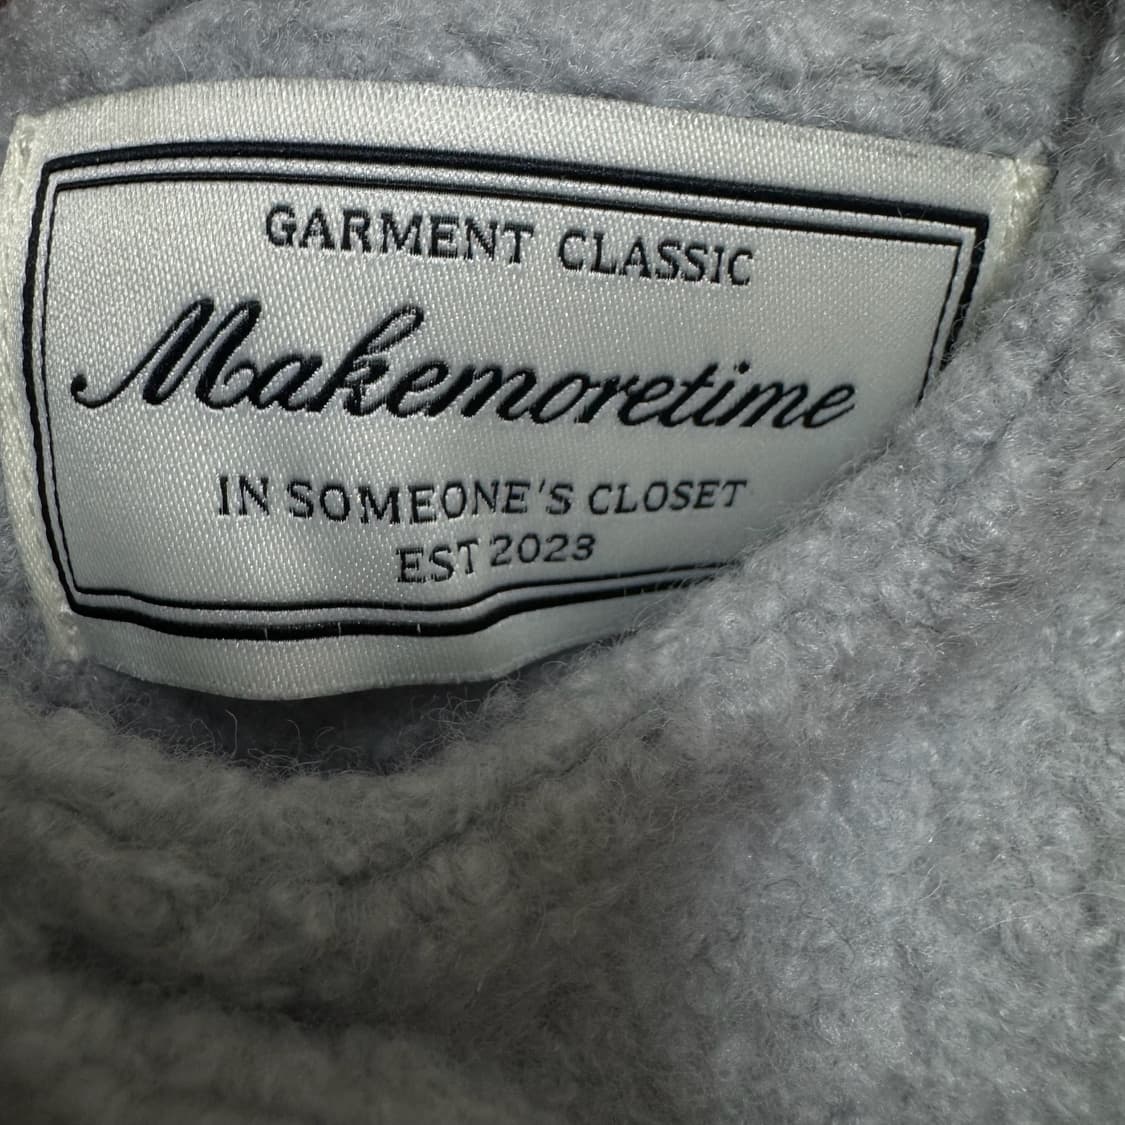 GARMENT CLASSIC
Makemoretime
IN SOMEONE'S CLOSET
EST 2023